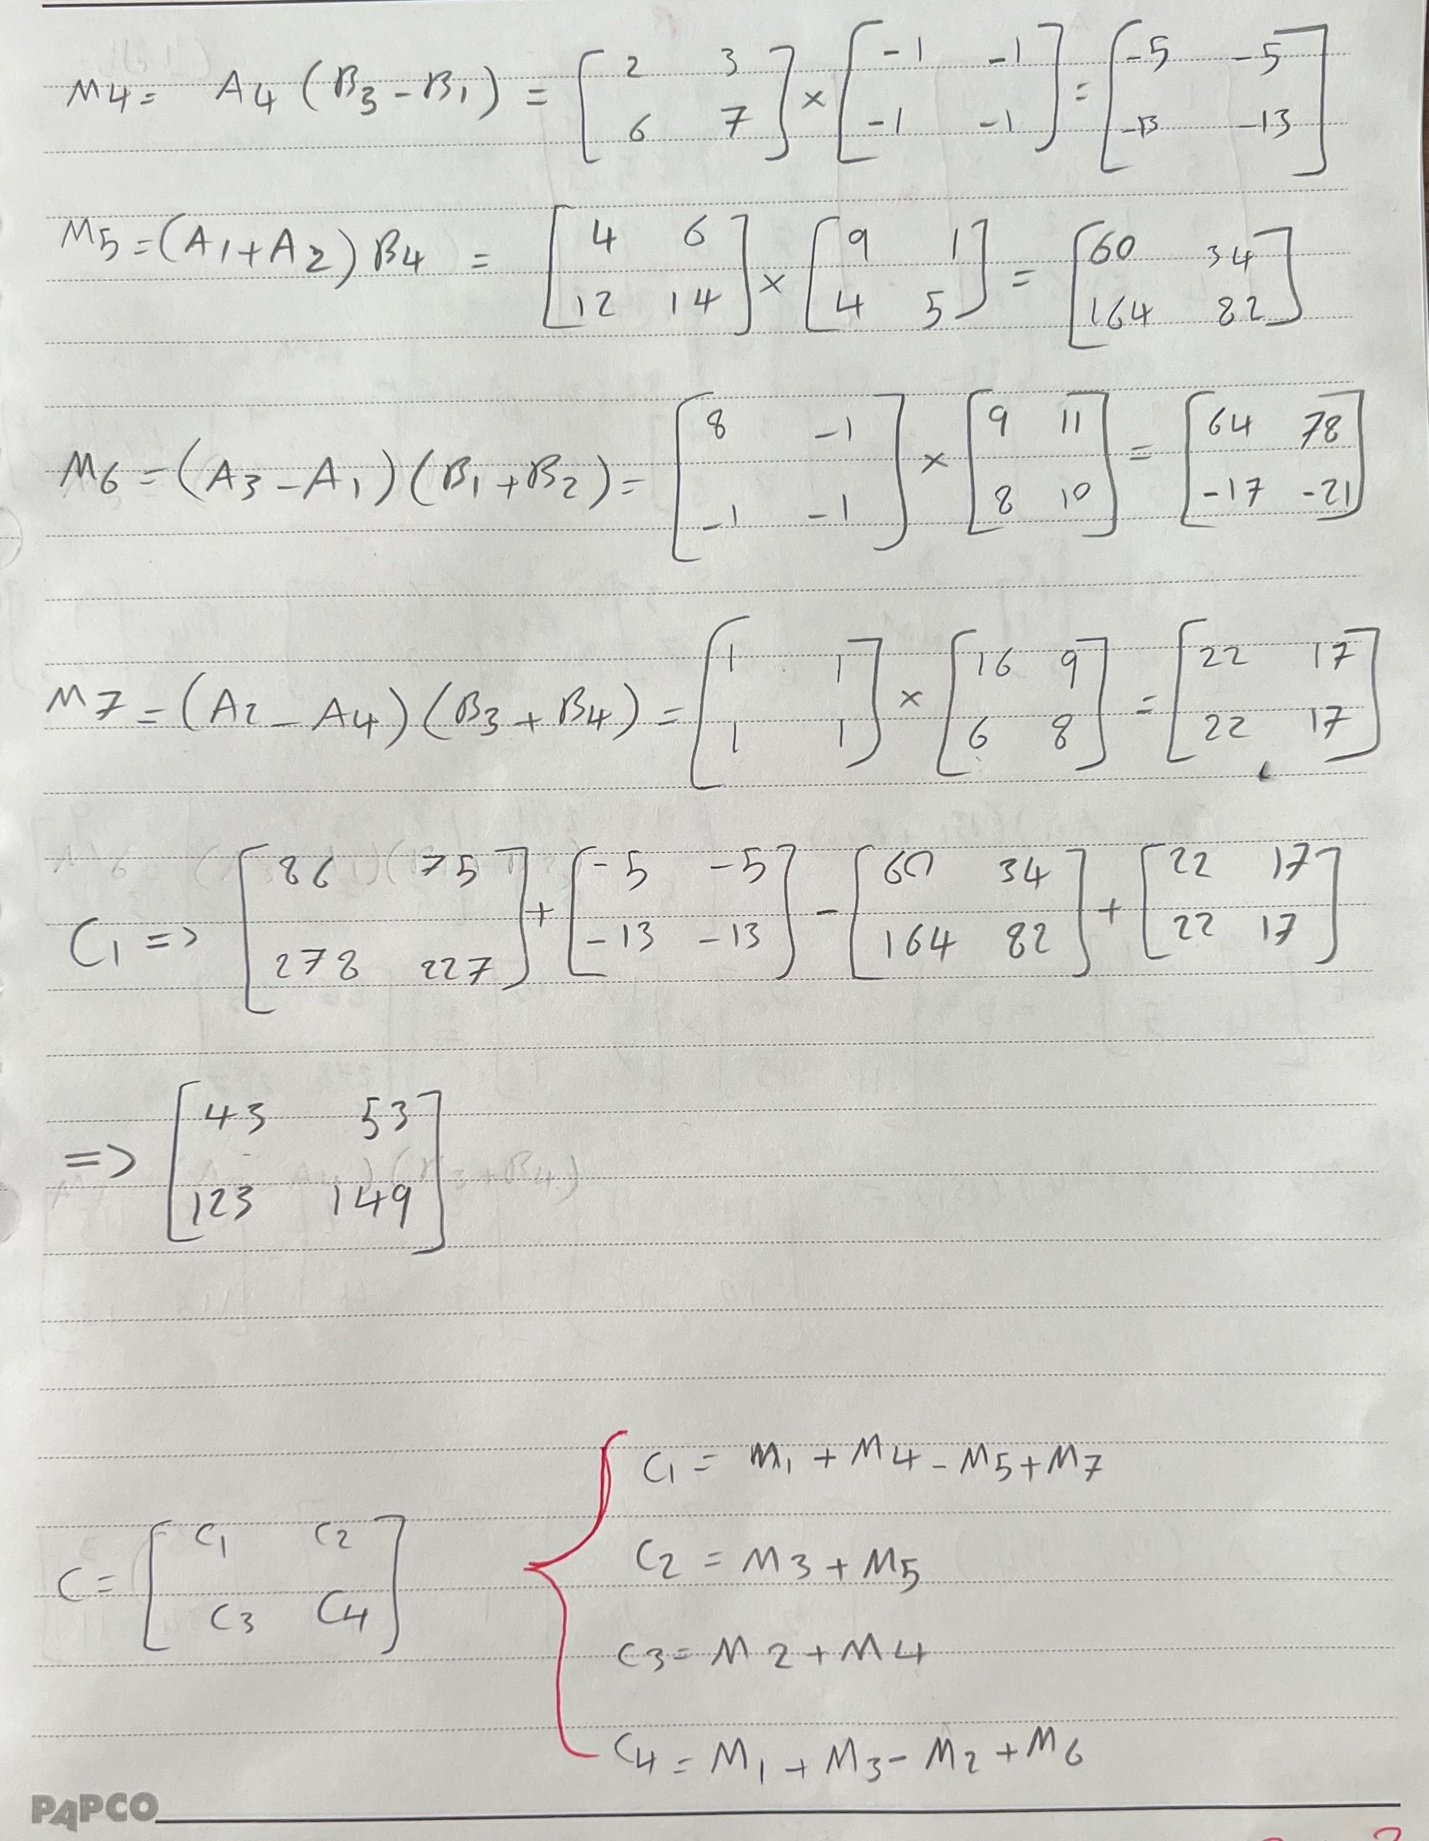 M4 = A4 (B3 - B1) = [2 3; 6 7] × [-1 -1; -1 -1] = [-5 -5; -13 -13]
M5 = (A1 + A2) B4 = [4 6; 12 14] × [9 1; 4 5] = [60 34; 164 82]
M6 = (A3 - A1) (B1 + B2) = [8 -1; -1 -1] × [9 11; 8 10] = [64 78; -17 -21]
M7 = (A2 - A4) (B3 + B4) = [1 1; 1 1] × [16 9; 6 8] = [22 17; 22 17]
C1 => [86 75; 278 227] + [-5 -5; -13 -13] - [60 34; 164 82] + [22 17; 22 17]
=> [43 53; 123 149]
C = [C1 C2; C3 C4]
C1 = M1 + M4 - M5 + M7
C2 = M3 + M5
C3 = M2 + M4
C4 = M1 + M3 - M2 + M6
PAPCO